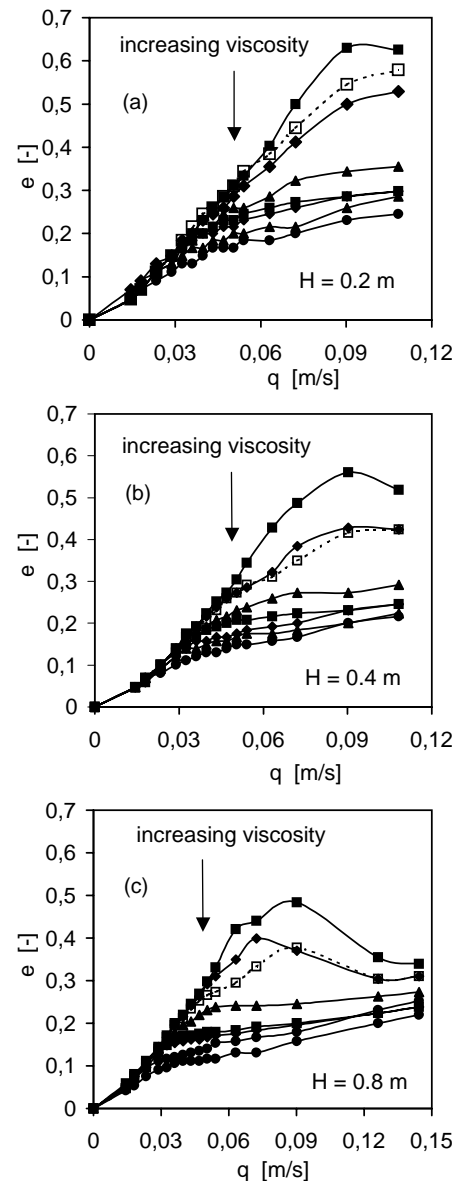 0,7
0,6
0,5
0,4
0,3
0,2
0,1
0
e [-]
increasing viscosity
(a)
H = 0.2 m
0 0,03 0,06 0,09 0,12
q [m/s]
0,7
0,6
0,5
0,4
0,3
0,2
0,1
0
e [-]
increasing viscosity
(b)
H = 0.4 m
0 0,03 0,06 0,09 0,12
q [m/s]
0,7
0,6
0,5
0,4
0,3
0,2
0,1
0
e [-]
increasing viscosity
(c)
H = 0.8 m
0 0,03 0,06 0,09 0,12 0,15
q [m/s]